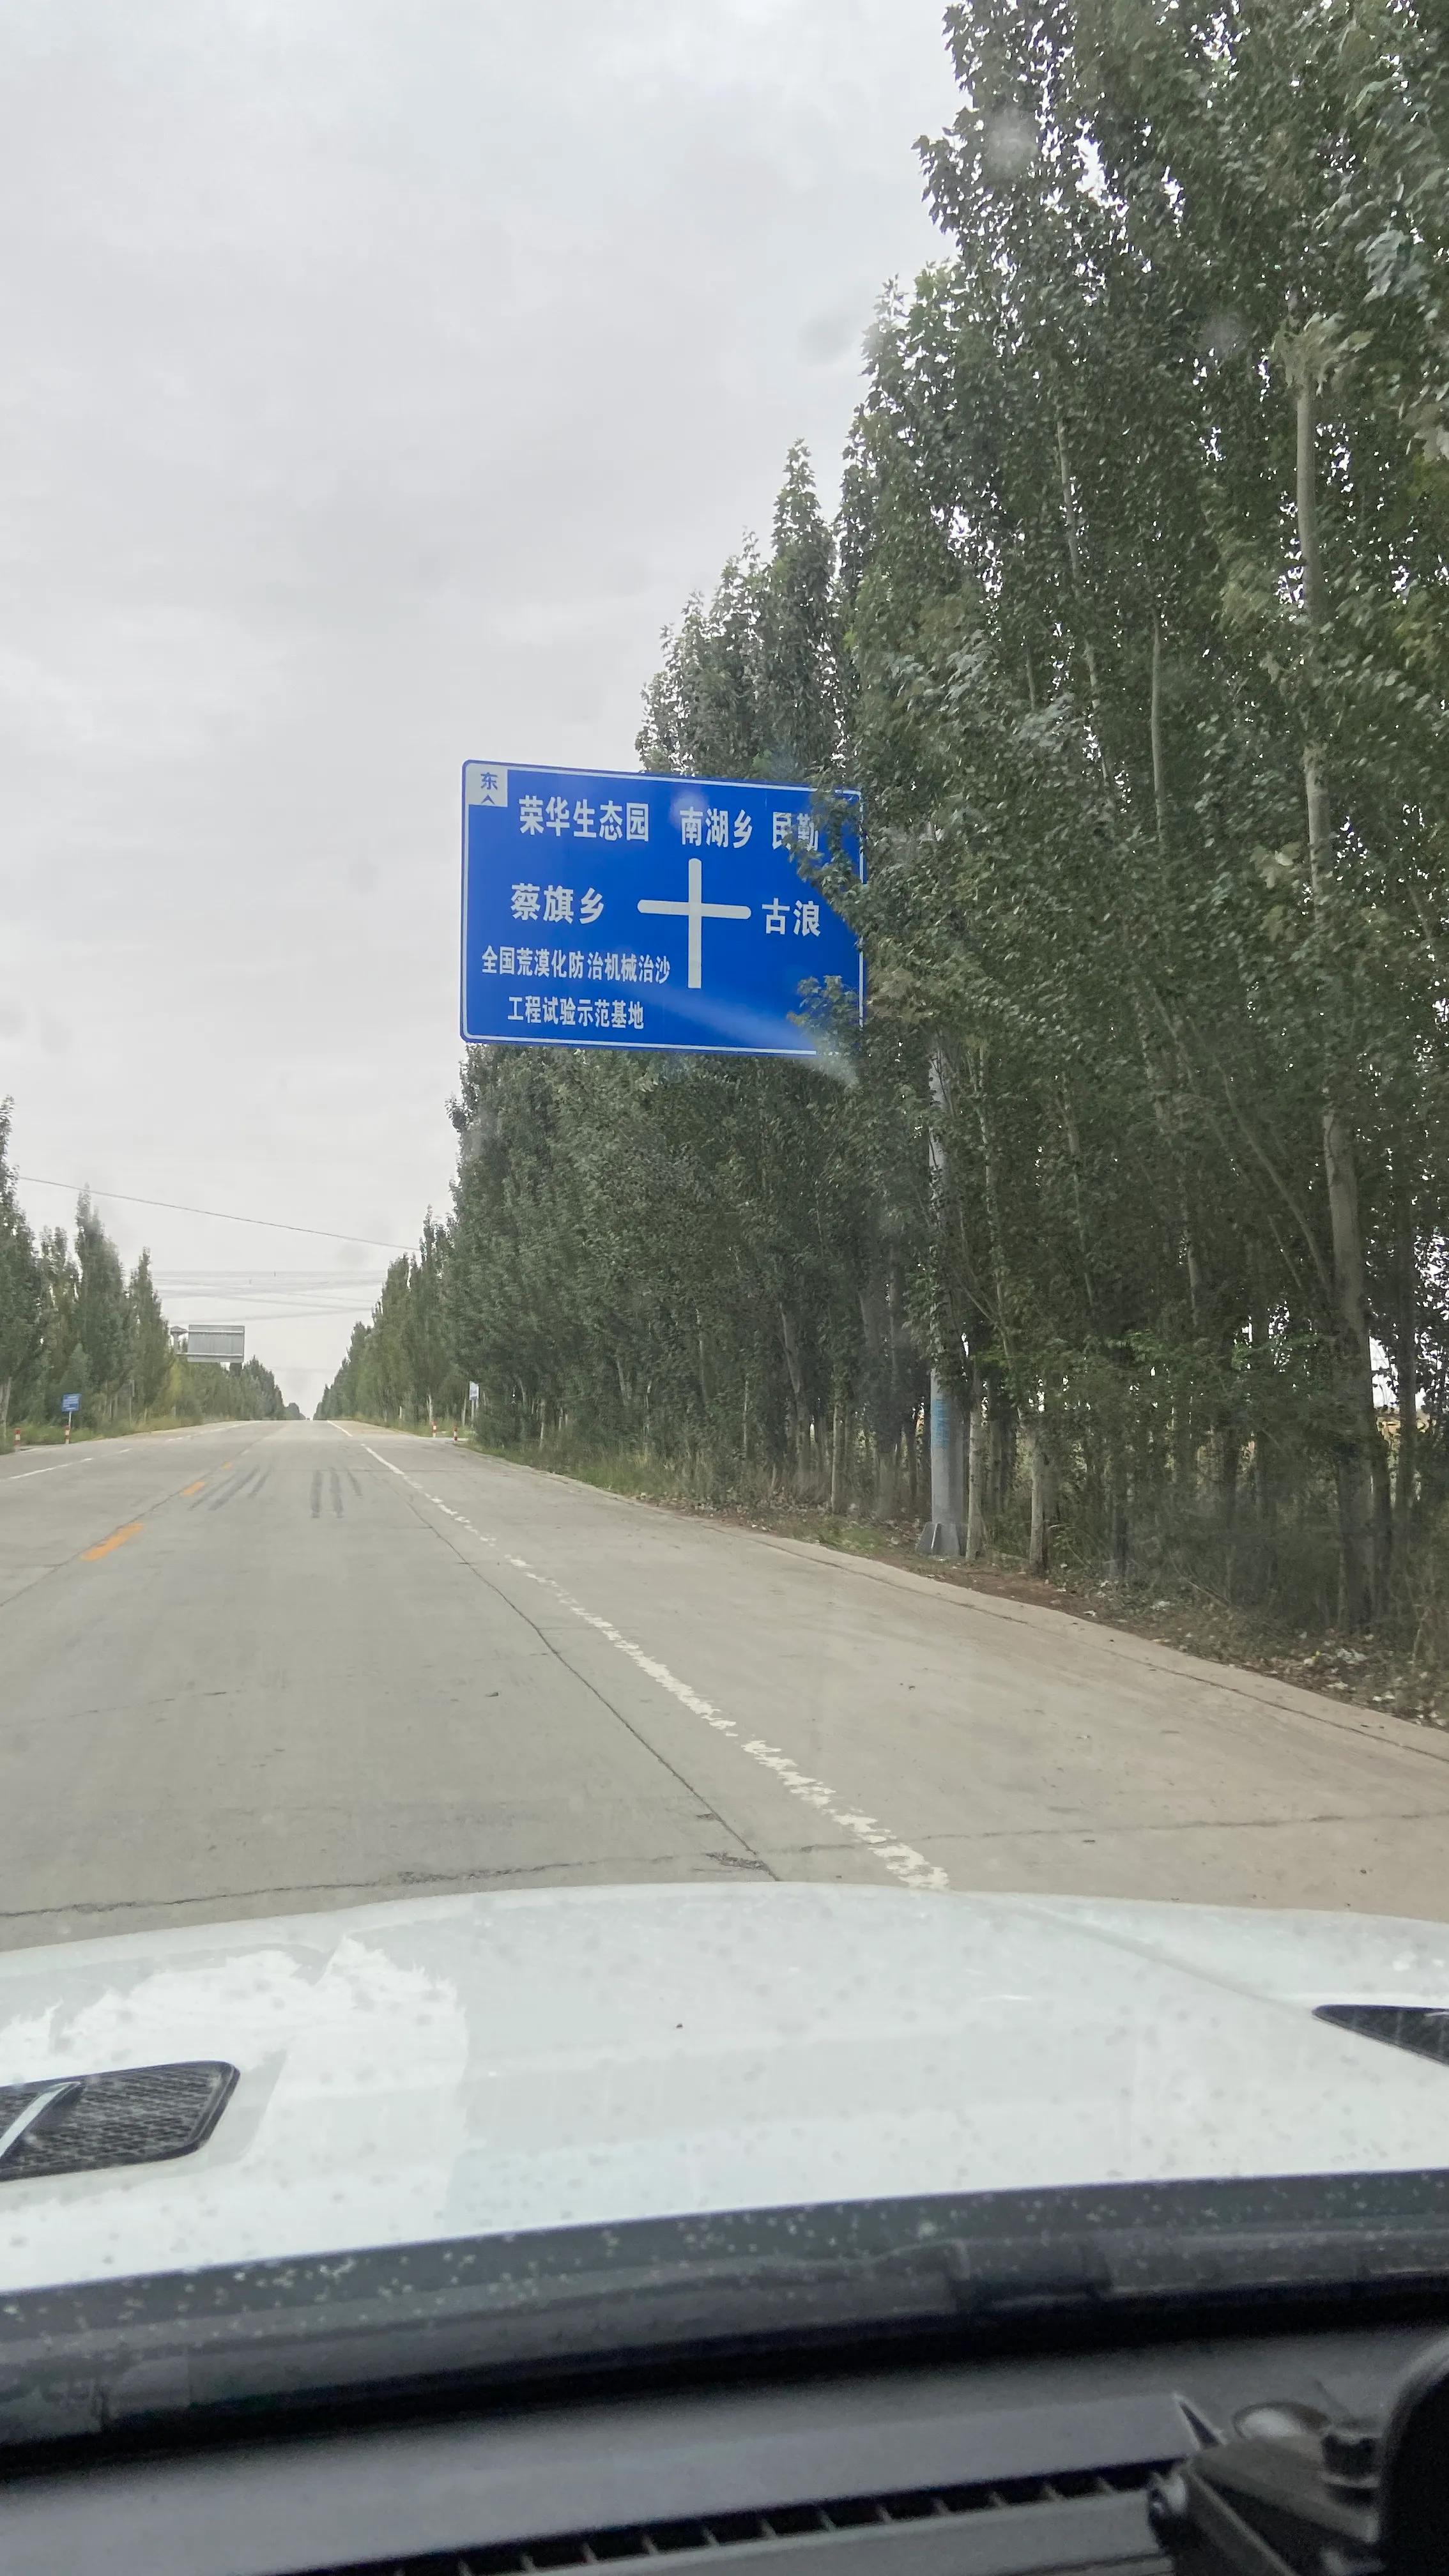 东
荣华生态园 南湖乡 民勤
蔡旗乡 古浪
全国荒漠化防治机械治沙
工程试验示范基地